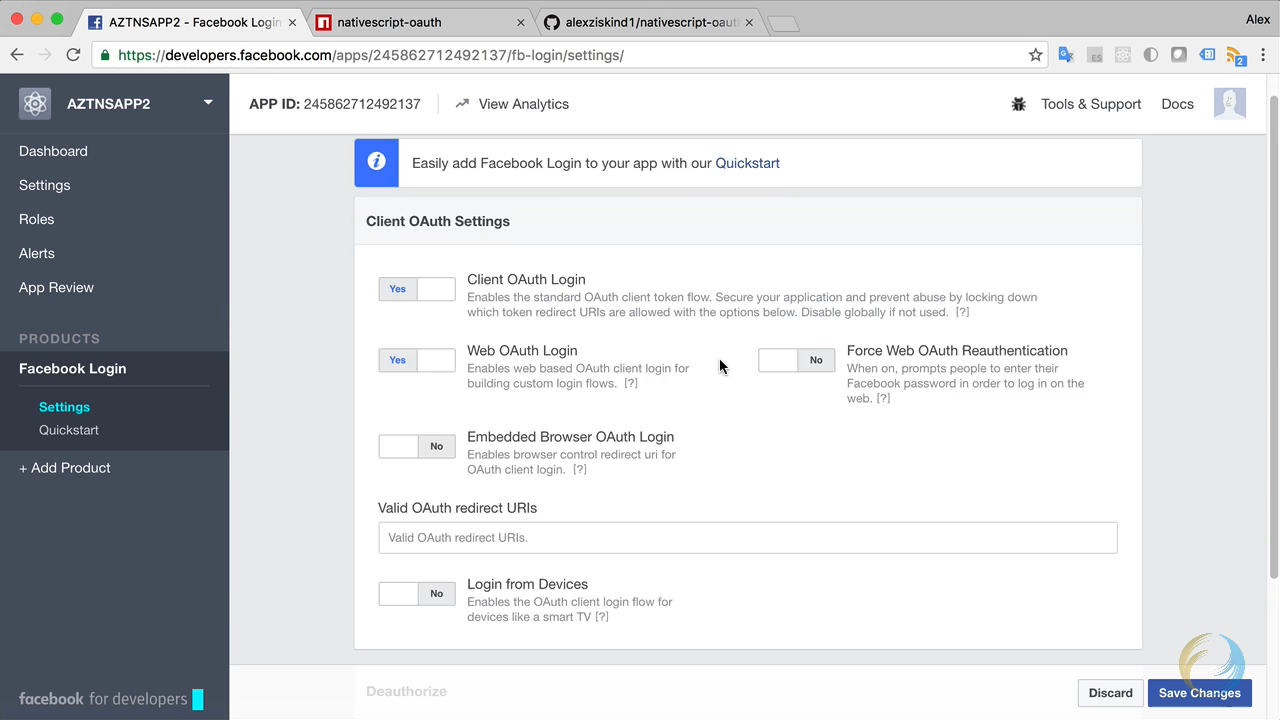 AZTNSAPP2 - Facebook Login
nativescript-oauth
alexziskind1/nativescript-oaut
Alex
https://developers.facebook.com/apps/245862712492137/fb-login/settings/
ES
2
AZTNSAPP2
APP ID: 245862712492137
View Analytics
Tools & Support
Docs
Dashboard
Settings
Roles
Alerts
App Review
PRODUCTS
Facebook Login
Settings
Quickstart
+ Add Product
facebook for developers
Easily add Facebook Login to your app with our Quickstart
Client OAuth Settings
Yes
Client OAuth Login
Enables the standard OAuth client token flow. Secure your application and prevent abuse by locking down
which token redirect URIs are allowed with the options below. Disable globally if not used. [?]
Yes
Web OAuth Login
Enables web based OAuth client login for
building custom login flows. [?]
No
Force Web OAuth Reauthentication
When on, prompts people to enter their
Facebook password in order to log in on the
web. [?]
No
Embedded Browser OAuth Login
Enables browser control redirect uri for
OAuth client login. [?]
Valid OAuth redirect URIs
Valid OAuth redirect URIs.
No
Login from Devices
Enables the OAuth client login flow for
devices like a smart TV [?]
Deauthorize
Discard
Save Changes